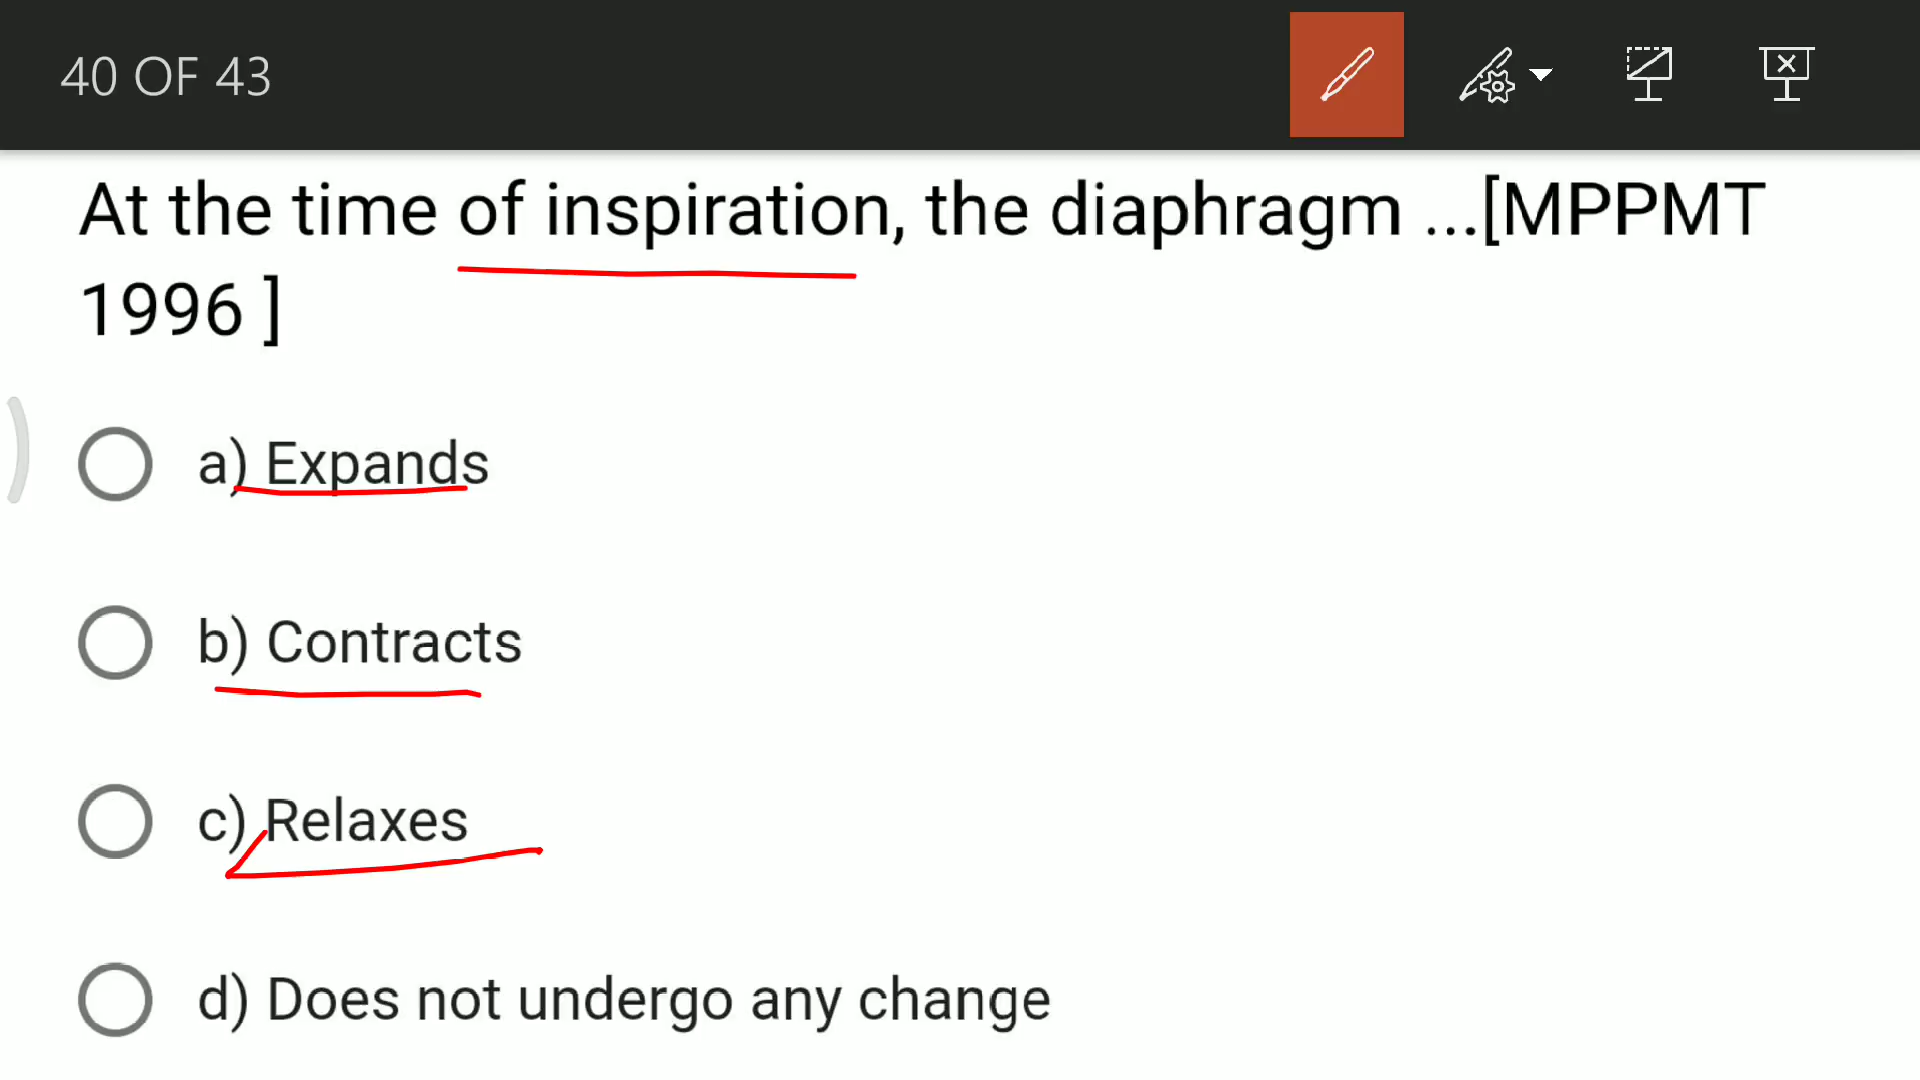 40 OF 43
At the time of inspiration, the diaphragm ...[MPPMT
1996 ]
a) Expands
b) Contracts
c) Relaxes
d) Does not undergo any change